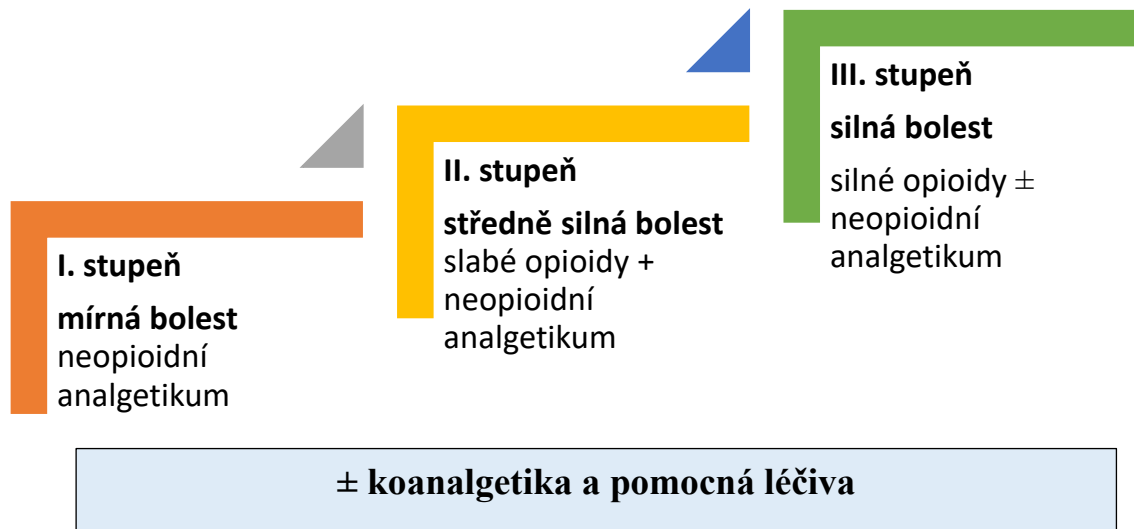 I. stupeň
mírná bolest
neopioidní
analgetikum
II. stupeň
středně silná bolest
slabé opioidy +
neopioidní
analgetikum
III. stupeň
silná bolest
silné opioidy ±
neopioidní
analgetikum
± koanalgetika a pomocná léčiva